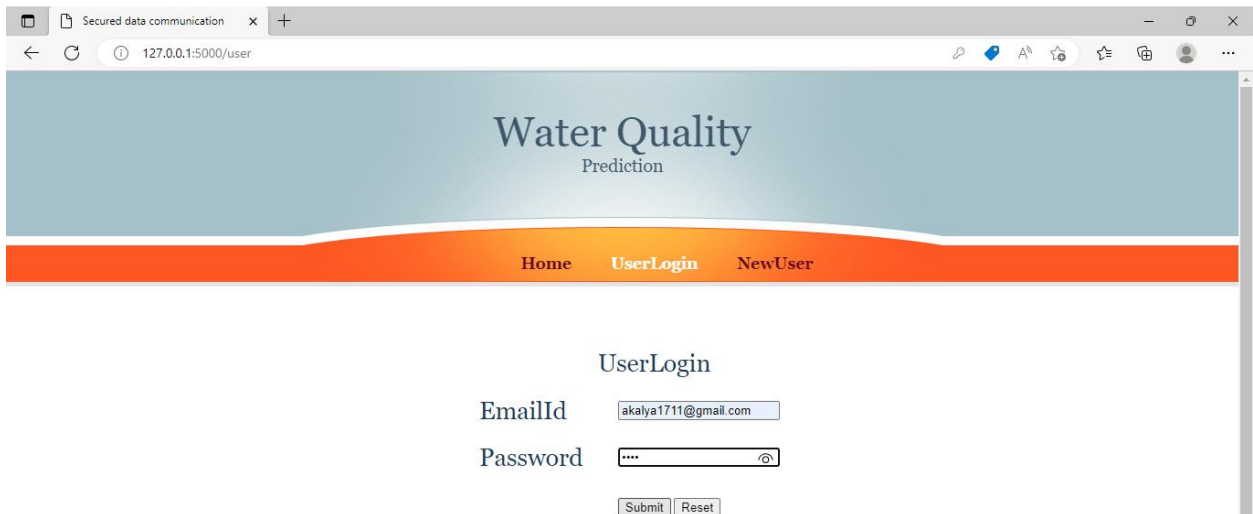 Secured data communication
127.0.0.1:5000/user
Water Quality
Prediction
Home UserLogin NewUser
UserLogin
EmailId akalya1711@gmail.com
Password ••••
Submit Reset